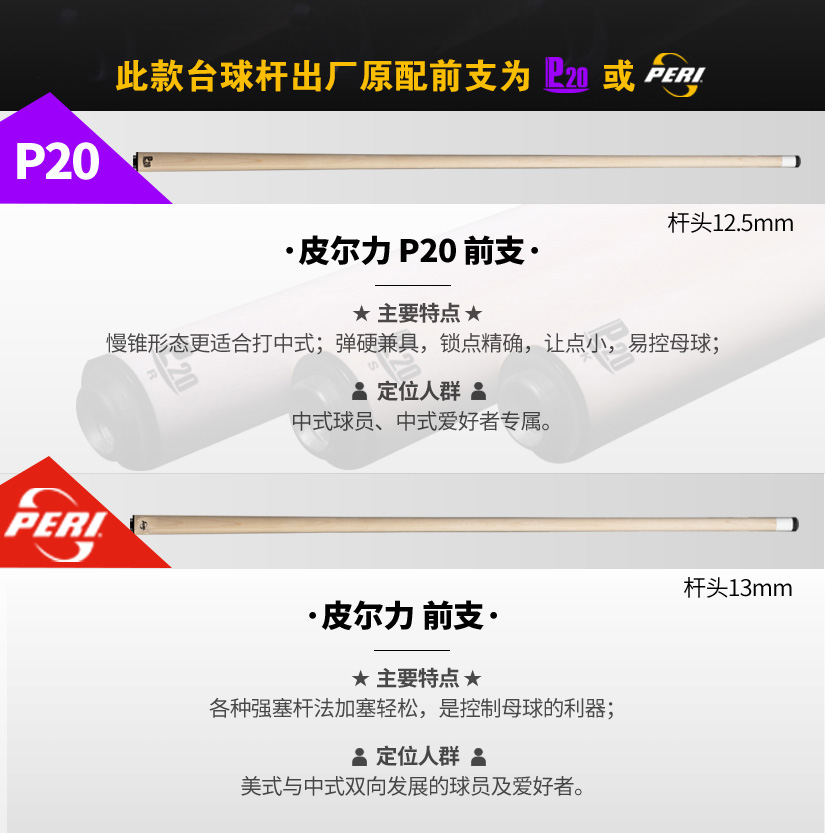 此款台球杆出厂原配前支为 P20 或 PERI
P20
P20
杆头12.5mm
·皮尔力 P20 前支·
★ 主要特点 ★
慢锥形态更适合打中式；弹硬兼具，锁点精确，让点小，易控母球；
P20
R
P20
S
P20
K
定位人群
中式球员、中式爱好者专属。
PERI
杆头13mm
·皮尔力 前支·
★ 主要特点 ★
各种强塞杆法加塞轻松，是控制母球的利器；
定位人群
美式与中式双向发展的球员及爱好者。